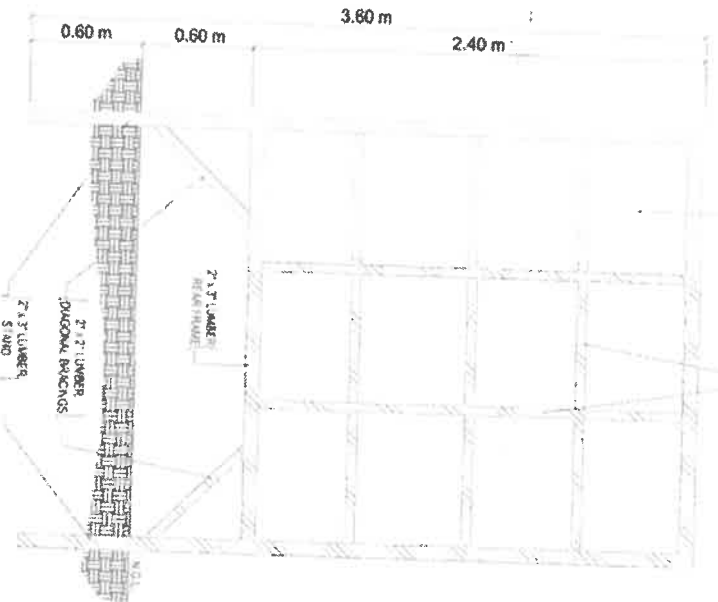 3.60 m
0.60 m
0.60 m
2.40 m
2" x 3" LUMBER
REAR FRAME
2" x 2" LUMBER
DIAGONAL BRACINGS
2" x 3" LUMBER
STAND